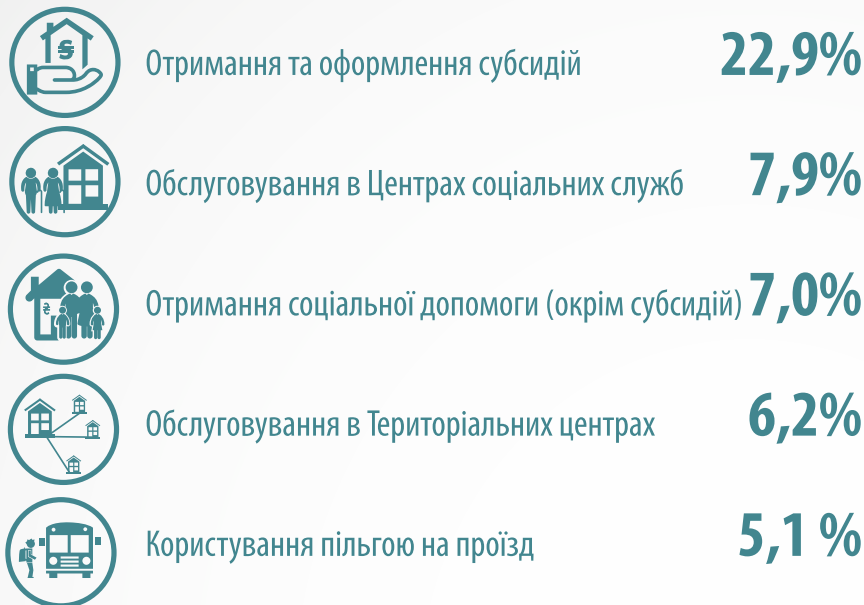 Отримання та оформлення субсидій 22,9%
Обслуговування в Центрах соціальних служб 7,9%
Отримання соціальної допомоги (окрім субсидій) 7,0%
Обслуговування в Територіальних центрах 6,2%
Користування пільгою на проїзд 5,1 %